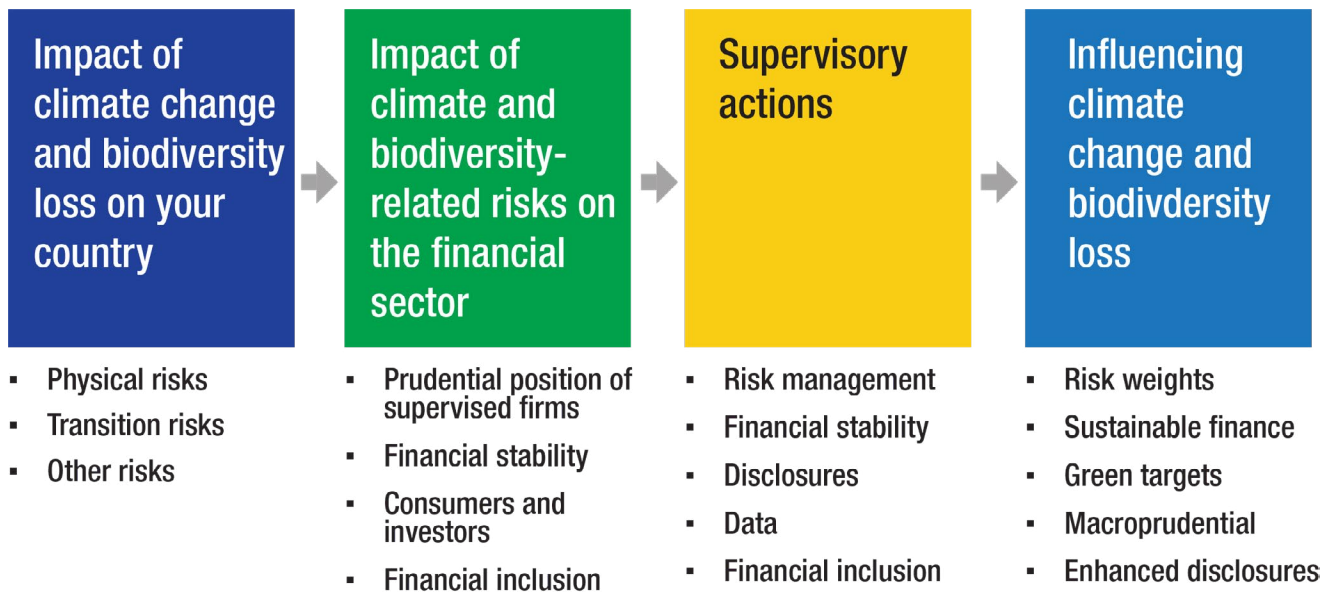 Impact of
climate change
and biodiversity
loss on your
country
Impact of
climate and
biodiversity-
related risks on
the financial
sector
Supervisory
actions
Influencing
climate
change and
biodivdersity
loss
▪ Physical risks
▪ Transition risks
▪ Other risks
▪ Prudential position of
supervised firms
▪ Financial stability
▪ Consumers and
investors
▪ Financial inclusion
▪ Risk management
▪ Financial stability
▪ Disclosures
▪ Data
▪ Financial inclusion
▪ Risk weights
▪ Sustainable finance
▪ Green targets
▪ Macroprudential
▪ Enhanced disclosures